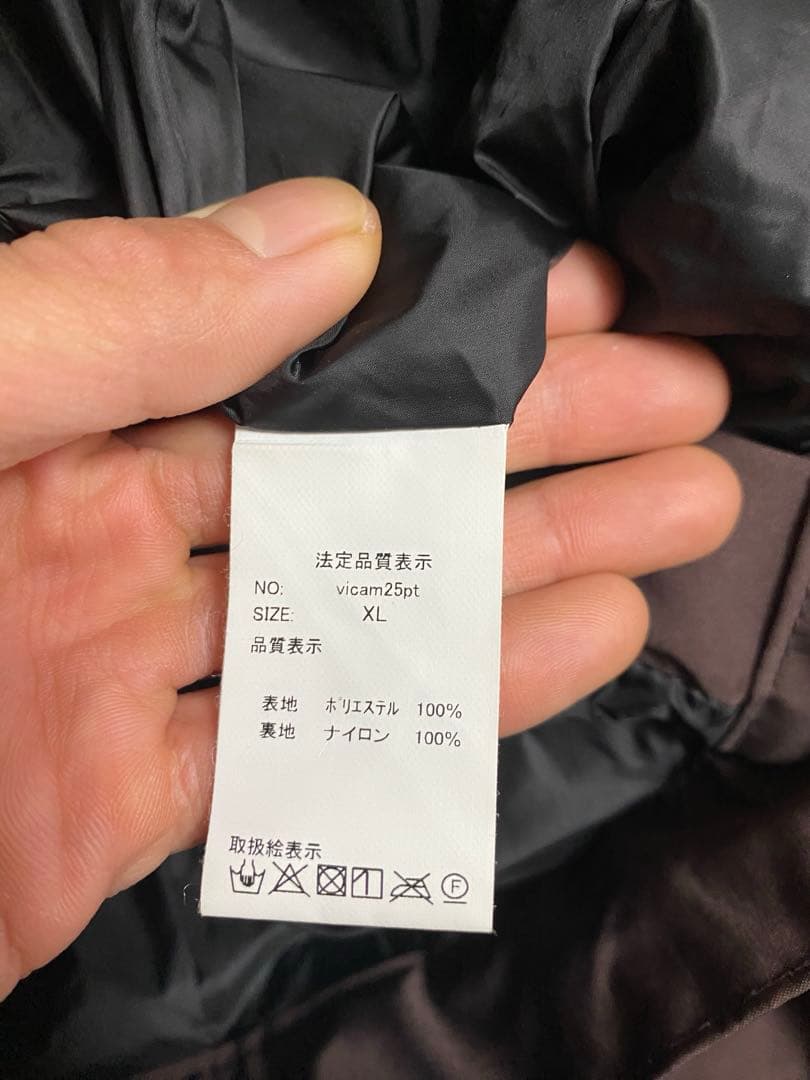 法定品質表示
NO: vicam25pt
SIZE: XL
品質表示
表地 ポリエステル 100%
裏地 ナイロン 100%
取扱絵表示
F